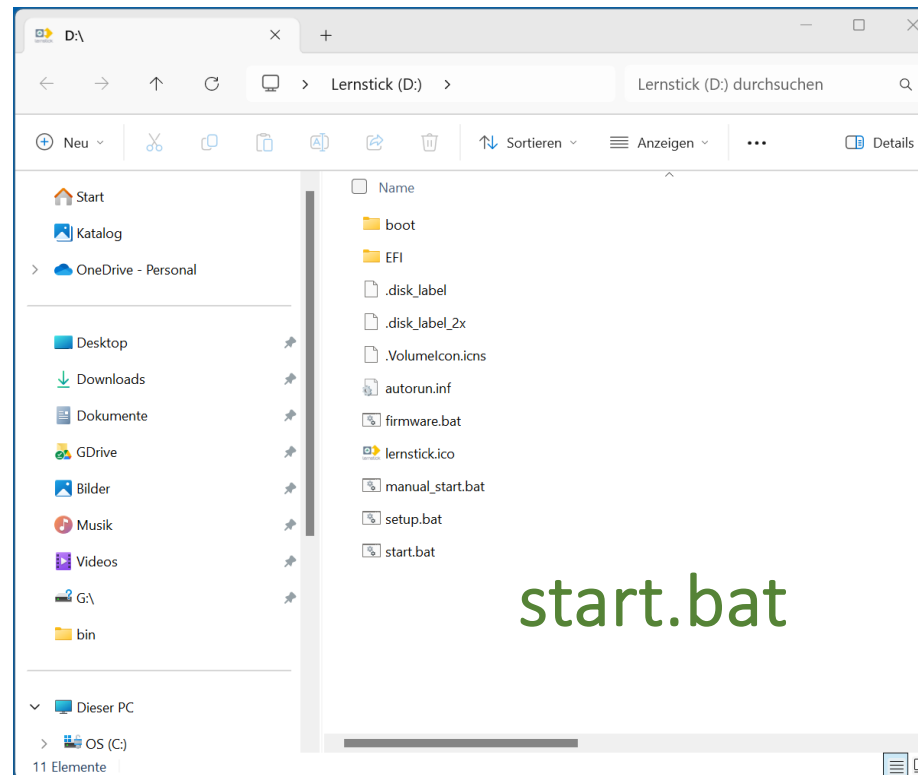 D:\
Lernstick (D:)
Lernstick (D:) durchsuchen
Neu
Sortieren
Anzeigen
Details
Start
Katalog
OneDrive - Personal
Desktop
Downloads
Dokumente
GDrive
Bilder
Musik
Videos
G:\
bin
Dieser PC
OS (C:)
Name
boot
EFI
.disk_label
.disk_label_2x
.VolumeIcon.icns
autorun.inf
firmware.bat
lernstick.ico
manual_start.bat
setup.bat
start.bat
start.bat
11 Elemente